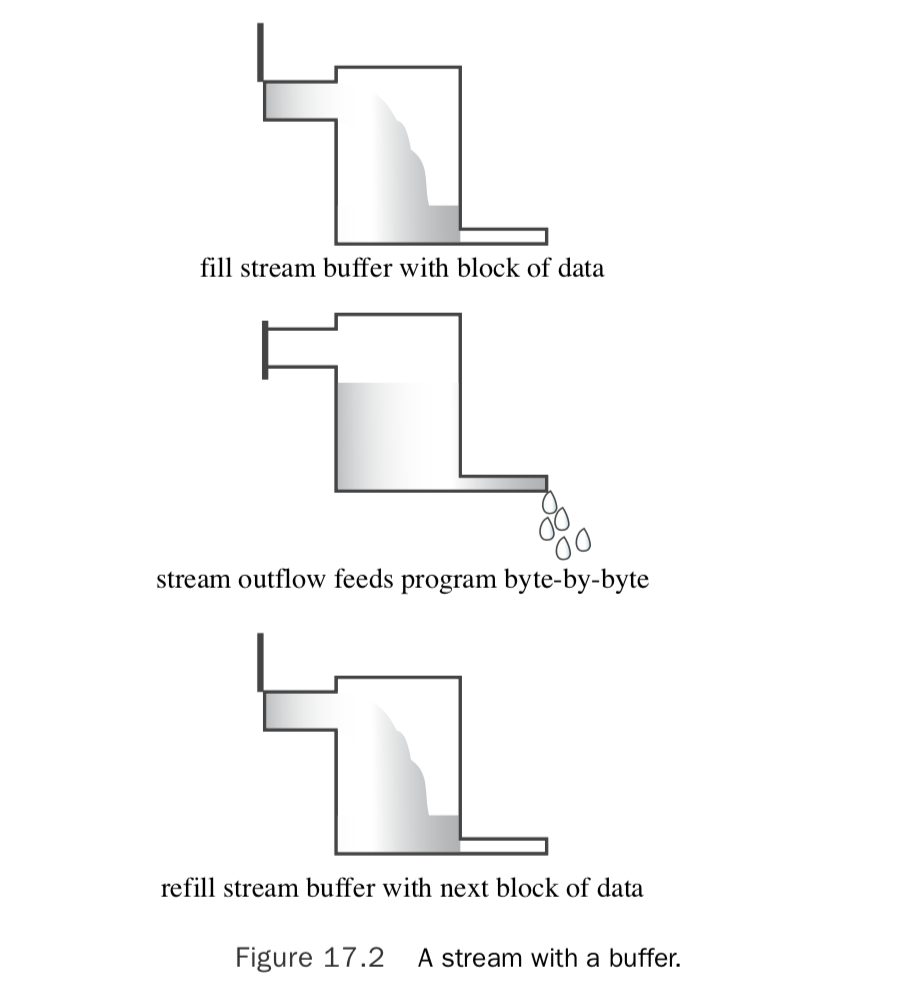 fill stream buffer with block of data
stream outflow feeds program byte-by-byte
refill stream buffer with next block of data
Figure 17.2 A stream with a buffer.